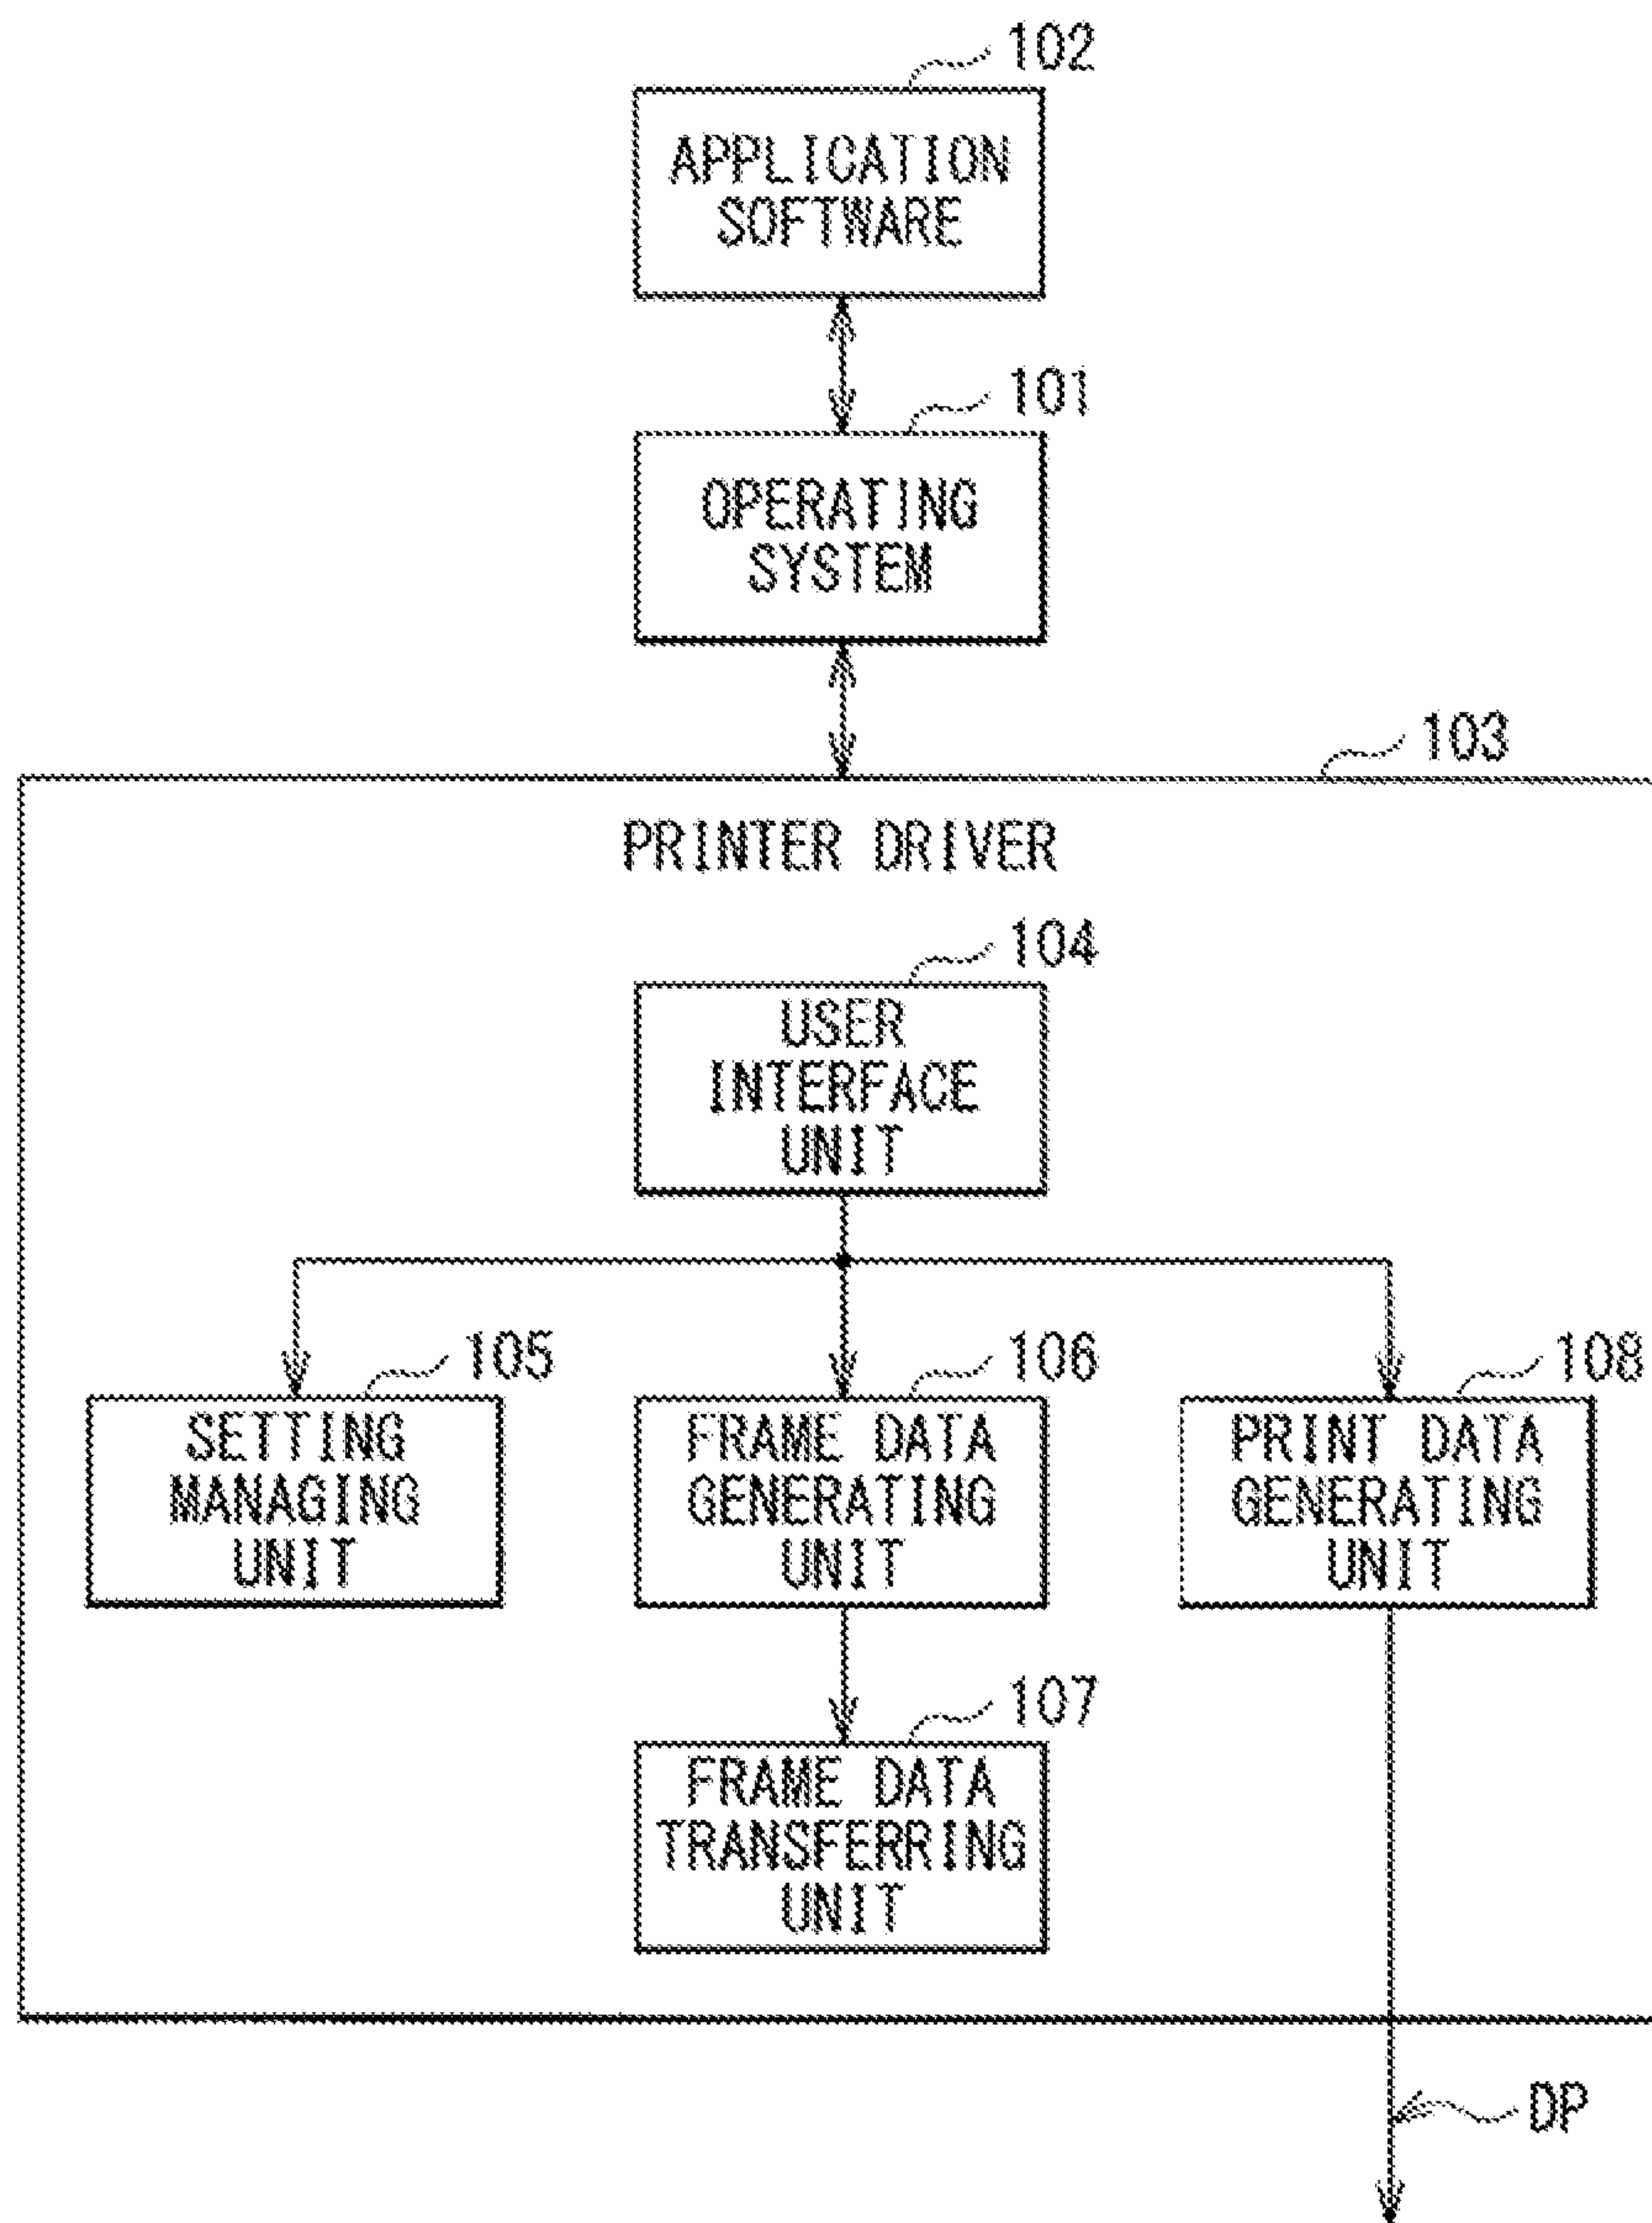 102
APPLICATION
SOFTWARE
101
OPERATING
SYSTEM
103
PRINTER DRIVER
104
USER
INTERFACE
UNIT
105
SETTING
MANAGING
UNIT
106
FRAME DATA
GENERATING
UNIT
108
PRINT DATA
GENERATING
UNIT
107
FRAME DATA
TRANSFERRING
UNIT
DP